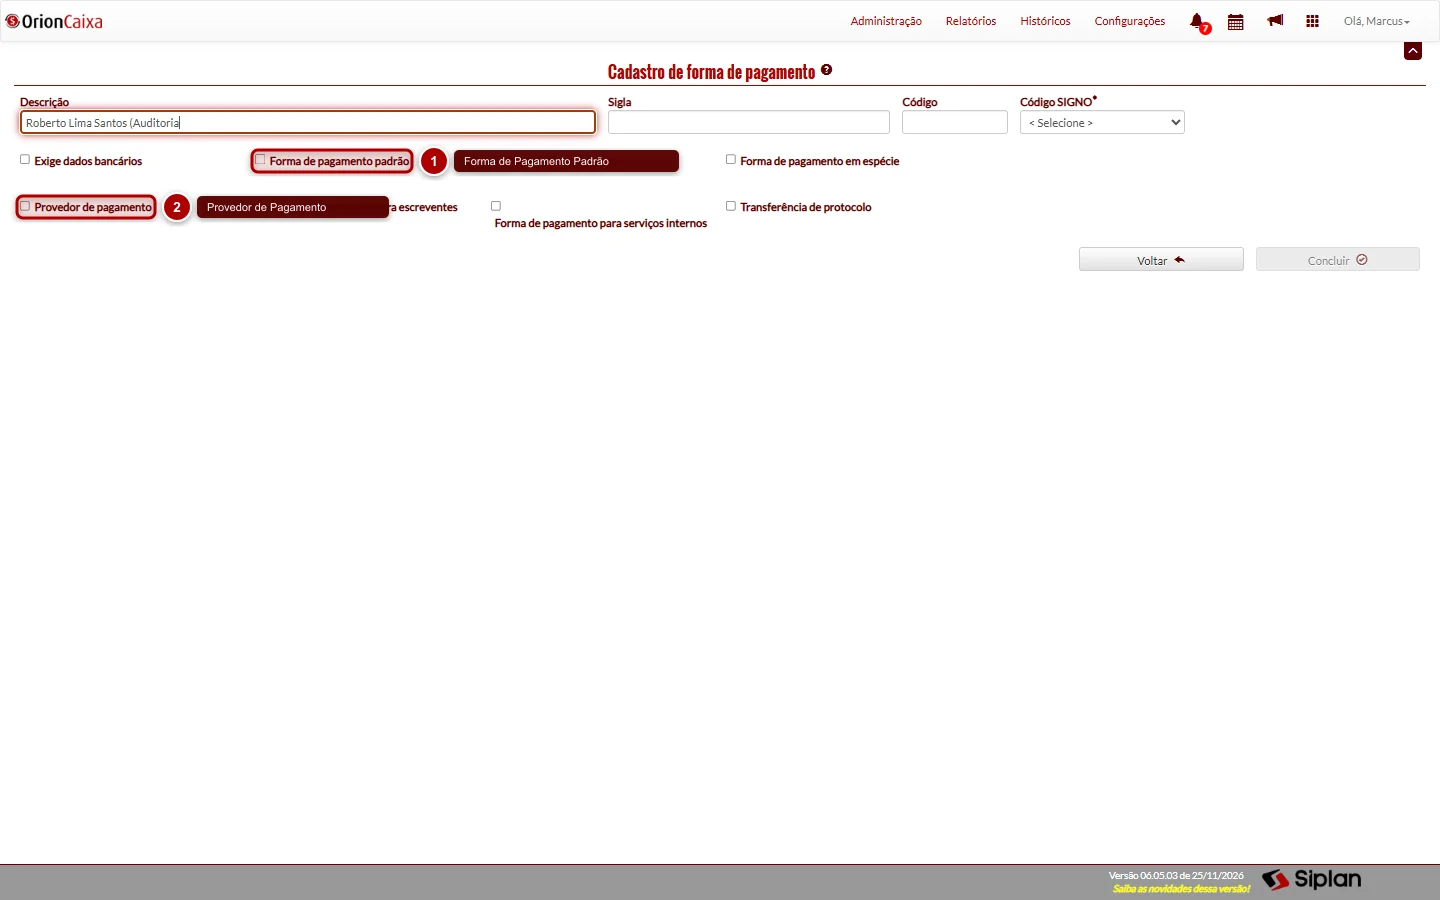 OrionCaixa
Administração Relatórios Históricos Configurações 7 Olá, Marcus
Cadastro de forma de pagamento ?
Descrição Sigla Código Código SIGNO*
Roberto Lima Santos (Auditoria < Selecione >
Exige dados bancários Forma de pagamento padrão 1 Forma de Pagamento Padrão Forma de pagamento em espécie
Provedor de pagamento 2 Provedor de Pagamento ra escreventes Transferência de protocolo
Forma de pagamento para serviços internos
Voltar Concluir
Versão 06.05.03 de 25/11/2026
Saiba as novidades dessa versão!
Siplan